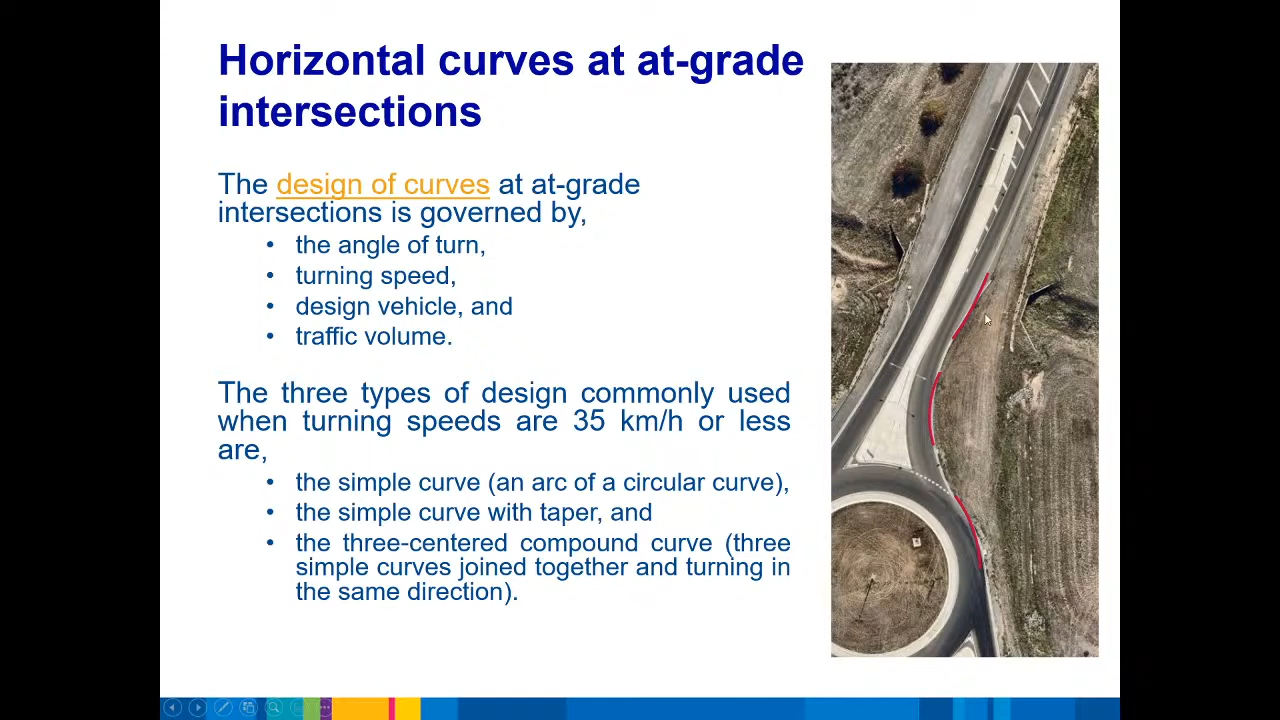 Horizontal curves at at-grade
intersections
The design of curves at at-grade
intersections is governed by,
• the angle of turn,
• turning speed,
• design vehicle, and
• traffic volume.
The three types of design commonly used
when turning speeds are 35 km/h or less
are,
• the simple curve (an arc of a circular curve),
• the simple curve with taper, and
• the three-centered compound curve (three
simple curves joined together and turning in
the same direction).